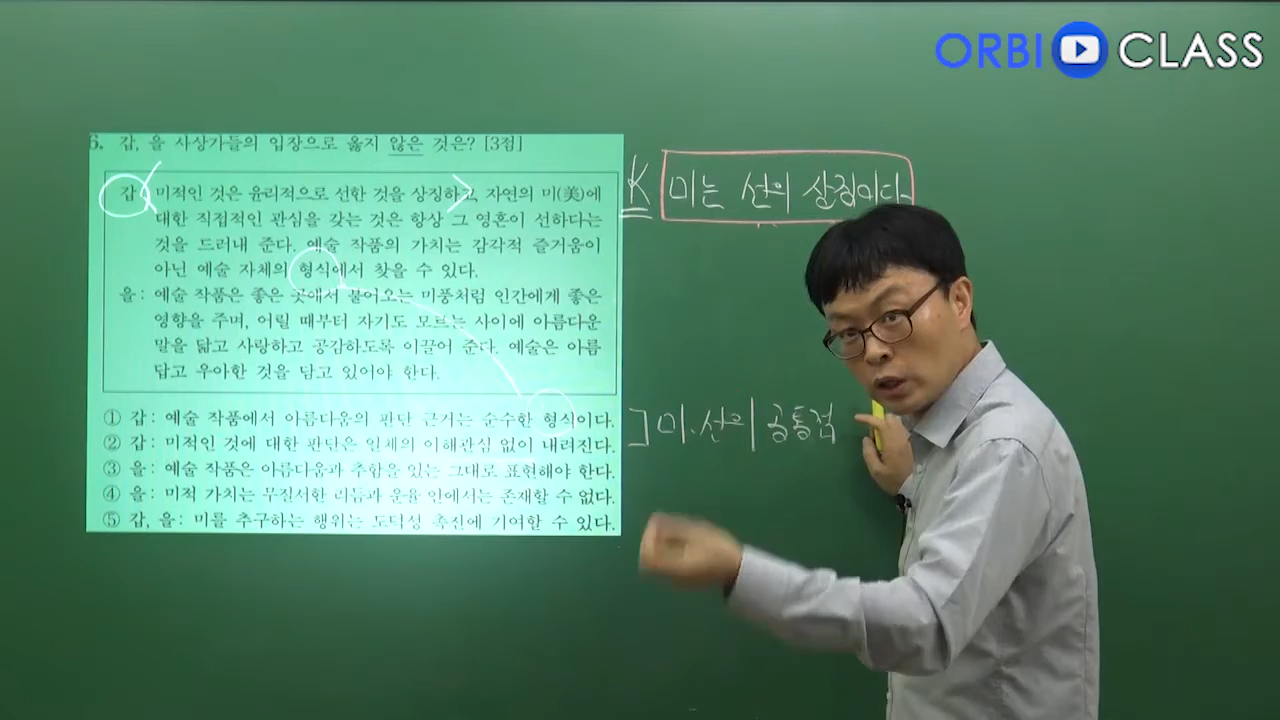 ORBI CLASS
6. 갑, 을 사상가들의 입장으로 옳지 않은 것은? [3점]
갑: 미적인 것은 윤리적으로 선한 것을 상징하고, 자연의 미(美)에
대한 직접적인 관심을 갖는 것은 항상 그 영혼이 선하다는
것을 드러내 준다. 예술 작품의 가치는 감각적 즐거움이
아닌 예술 자체의 형식에서 찾을 수 있다.
을: 예술 작품은 좋은 곳에서 불어오는 미풍처럼 인간에게 좋은
영향을 주며, 어릴 때부터 자기도 모르는 사이에 아름다운
말을 닮고 사랑하고 공감하도록 이끌어 준다. 예술은 아름
답고 우아한 것을 담고 있어야 한다.
① 갑: 예술 작품에서 아름다움의 판단 근거는 순수한 형식이다.
② 갑: 미적인 것에 대한 판단은 일체의 이해관심 없이 내려진다.
③ 을: 예술 작품은 아름다움과 추함을 있는 그대로 표현해야 한다.
④ 을: 미적 가치는 무질서한 리듬과 운율 안에서는 존재할 수 없다.
⑤ 갑, 을: 미를 추구하는 행위는 도덕성 촉진에 기여할 수 있다.
K 미는 선의 상징이다
미·선의 공통점